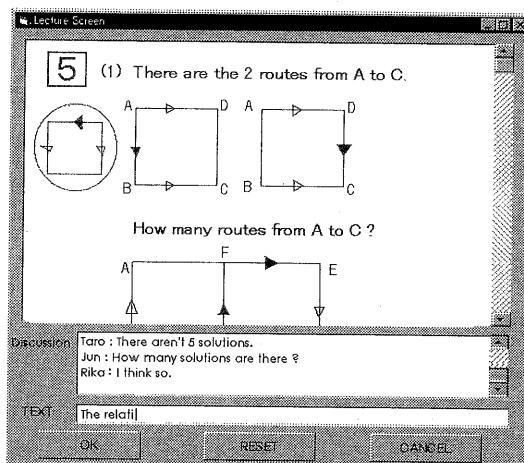 Lecture Screen
5 (1) There are the 2 routes from A to C.
A D A D
B C B C
How many routes from A to C ?
A F E
Discussion
Taro : There aren't 5 solutions.
Jun : How many solutions are there ?
Rika : I think so.
TEXT The relati
OK RESET CANCEL